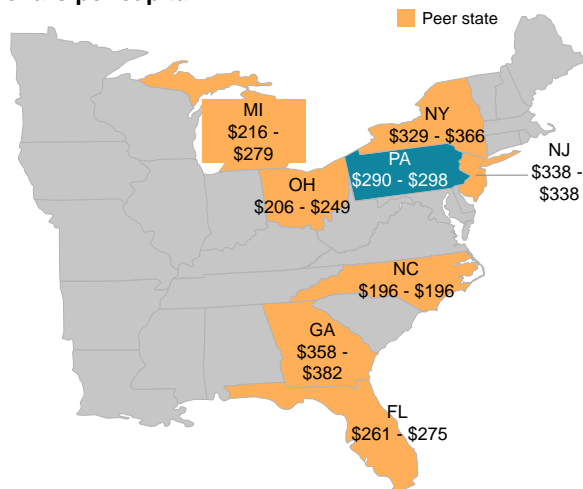 Peer state
MI
$216 -
$279
NY
$329 - $366
PA
$290 - $298
NJ
$338 -
$338
OH
$206 - $249
NC
$196 - $196
GA
$358 -
$382
FL
$261 - $275